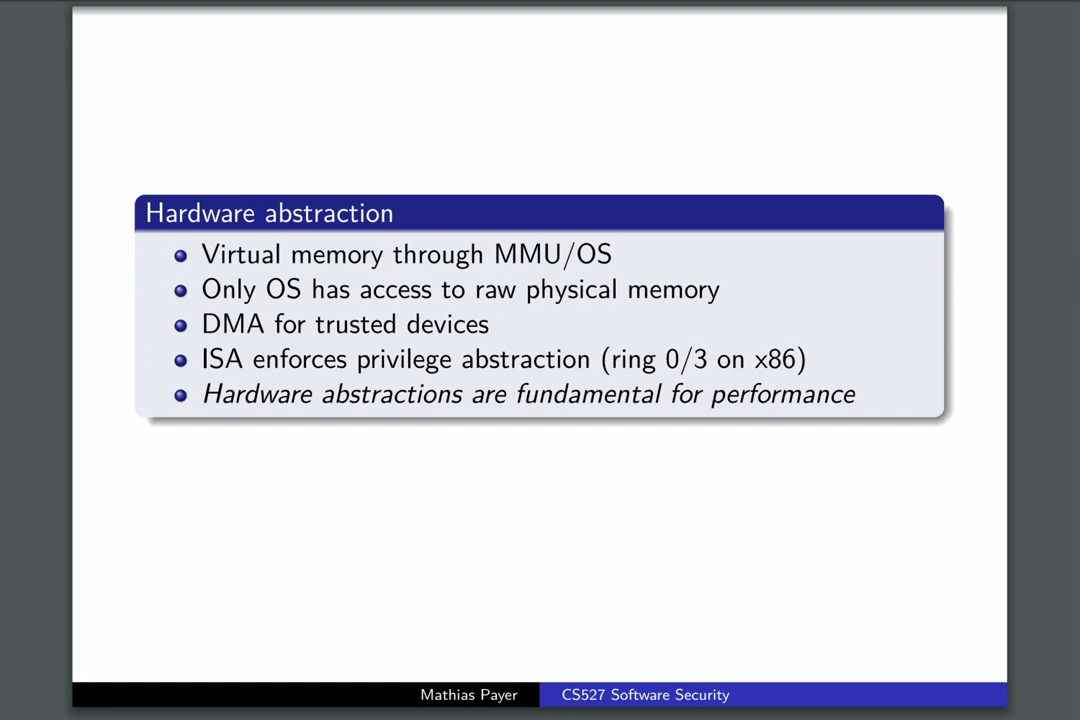 Hardware abstraction
Virtual memory through MMU/OS
Only OS has access to raw physical memory
DMA for trusted devices
ISA enforces privilege abstraction (ring 0/3 on x86)
Hardware abstractions are fundamental for performance
Mathias Payer
CS527 Software Security